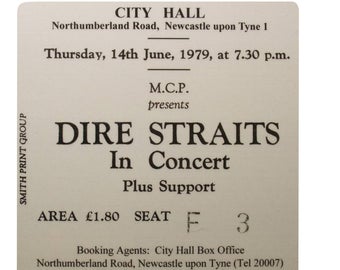 CITY HALL
Northumberland Road, Newcastle upon Tyne 1
Thursday, 14th June, 1979, at 7.30 p.m.
M.C.P.
presents
DIRE STRAITS
In Concert
Plus Support
AREA £1.80 SEAT F 3
Booking Agents: City Hall Box Office
Northumberland Road, Newcastle upon Tyne (Tel 20007)
SMITH PRINT GROUP